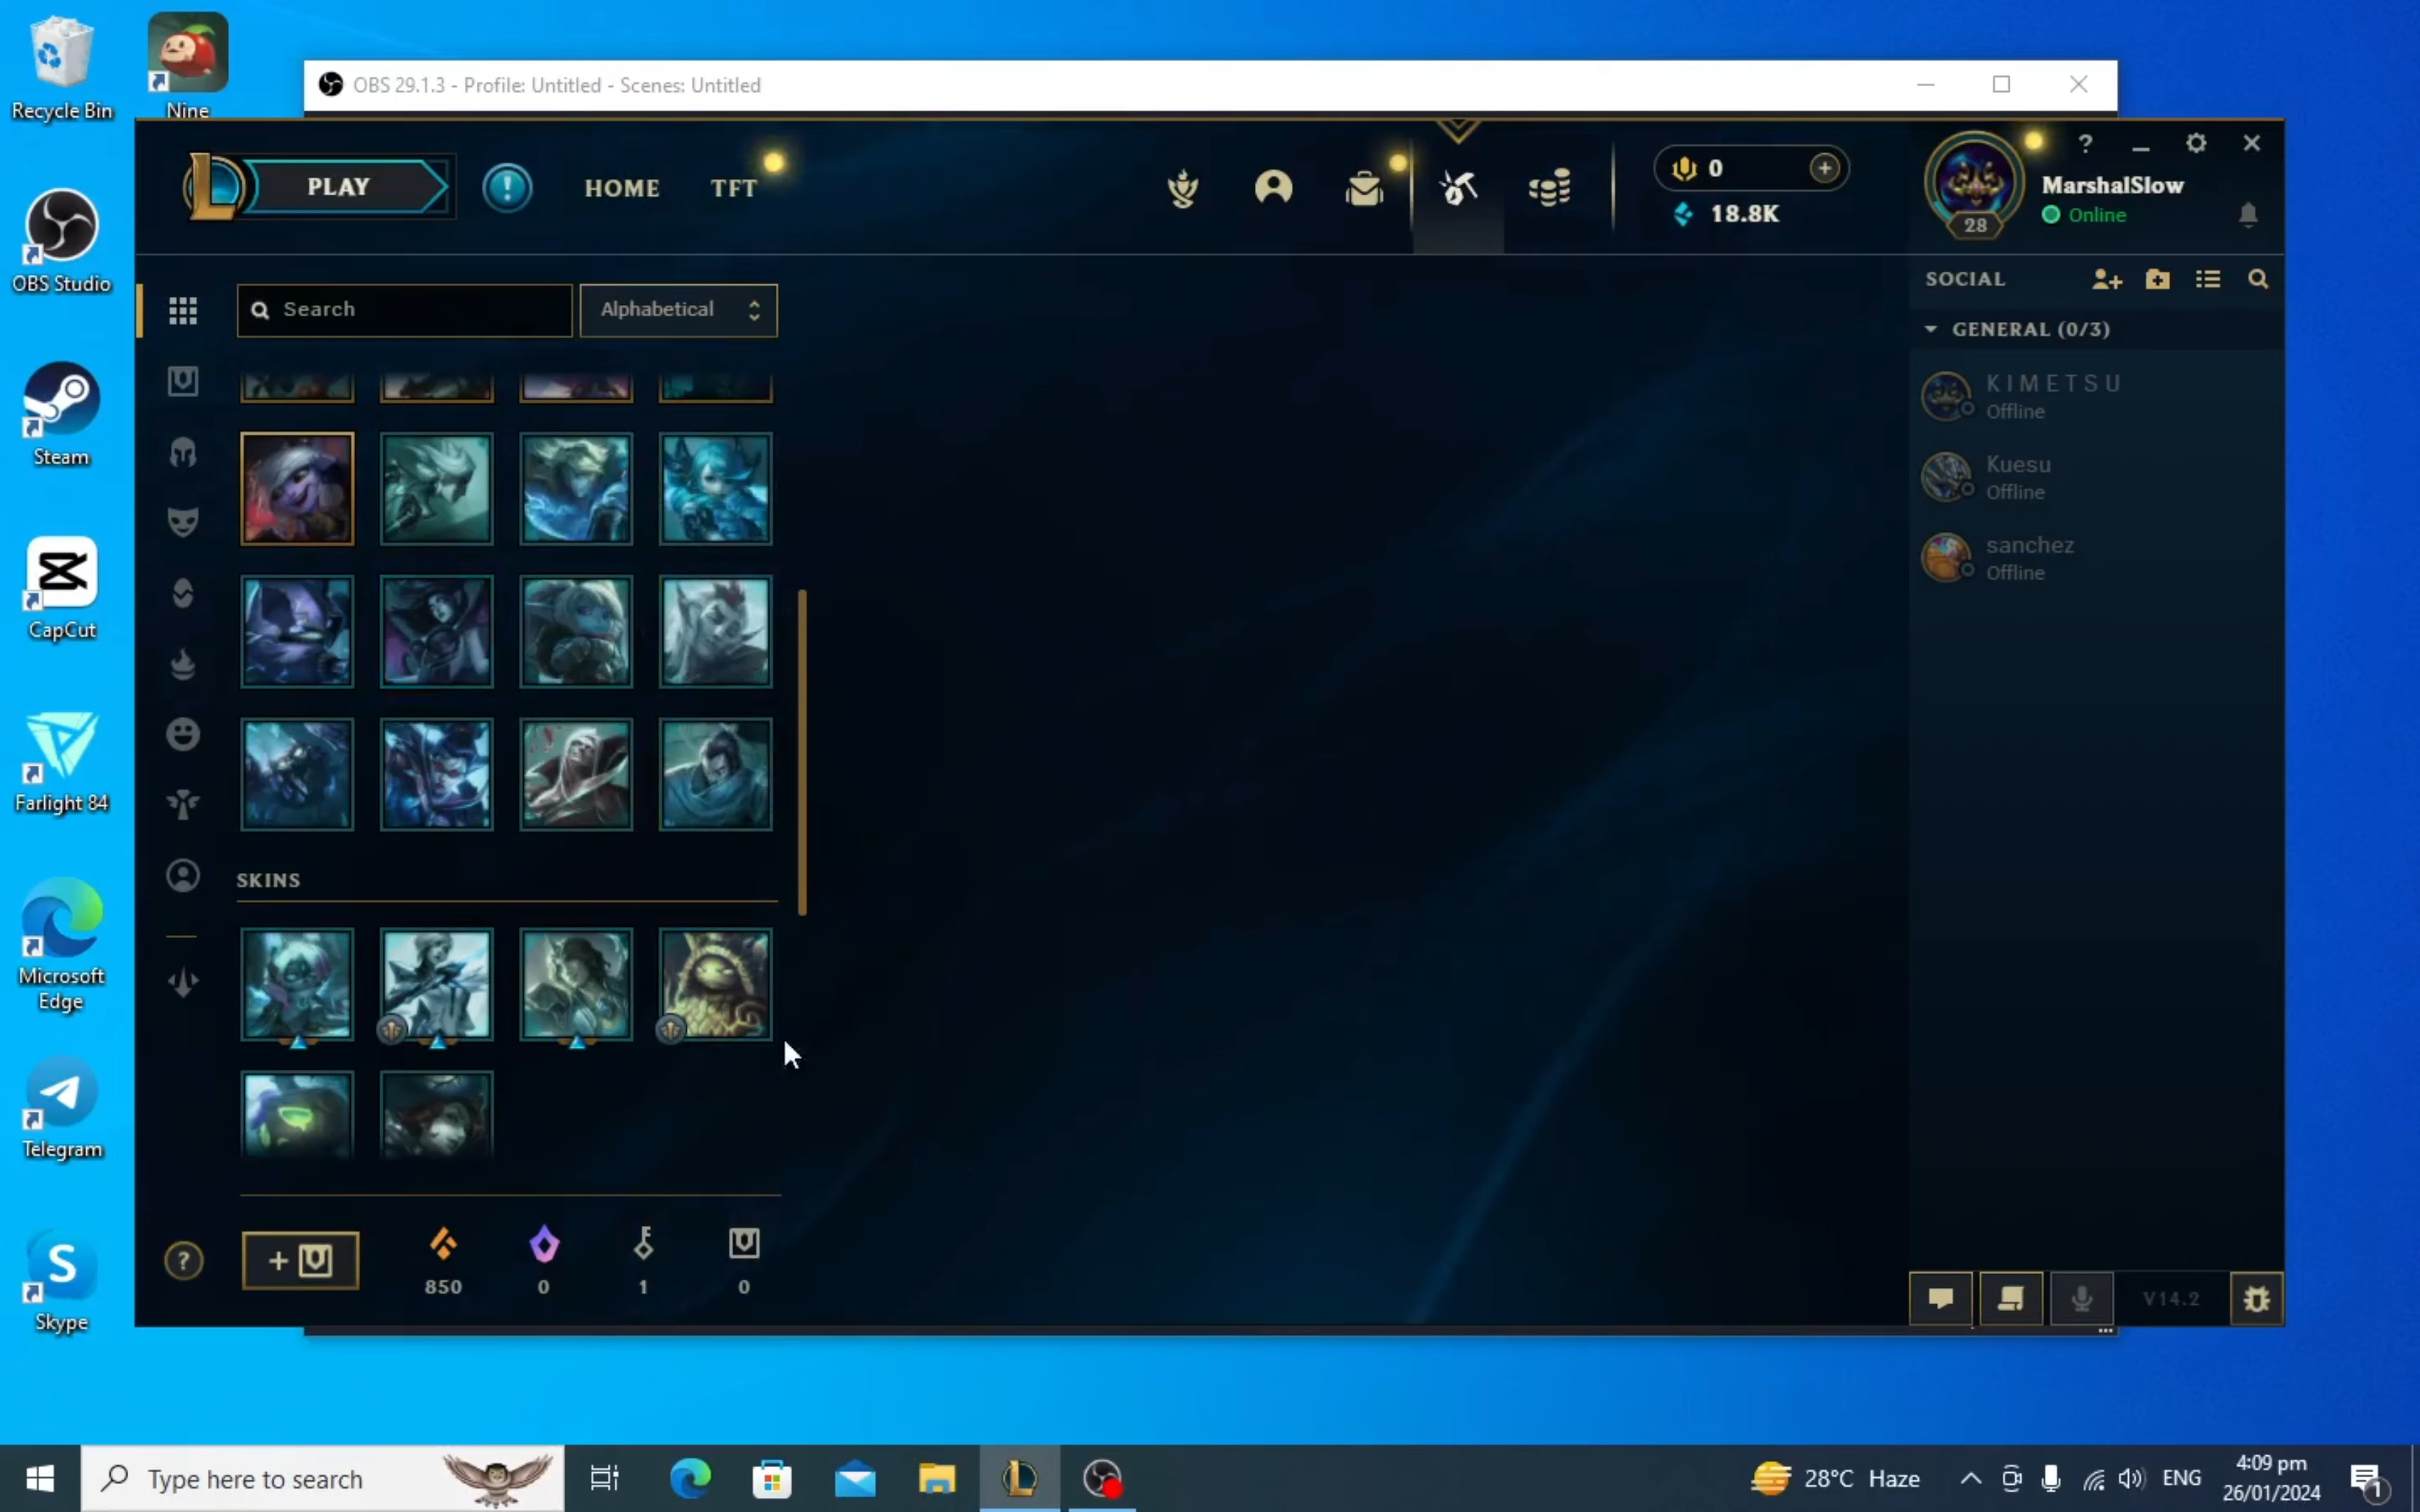 Recycle Bin
Nine
OBS Studio
Steam
CapCut
Farlight 84
Microsoft
Edge
Telegram
Skype
OBS 29.1.3 - Profile: Untitled - Scenes: Untitled
PLAY
HOME
TFT
0
18.8K
28
MarshalSlow
Online
Search
Alphabetical
SOCIAL
GENERAL (0/3)
K I M E T S U
Offline
Kuesu
Offline
sanchez
Offline
SKINS
850
0
1
0
V14.2
Type here to search
28°C Haze
ENG
4:09 pm
26/01/2024
1